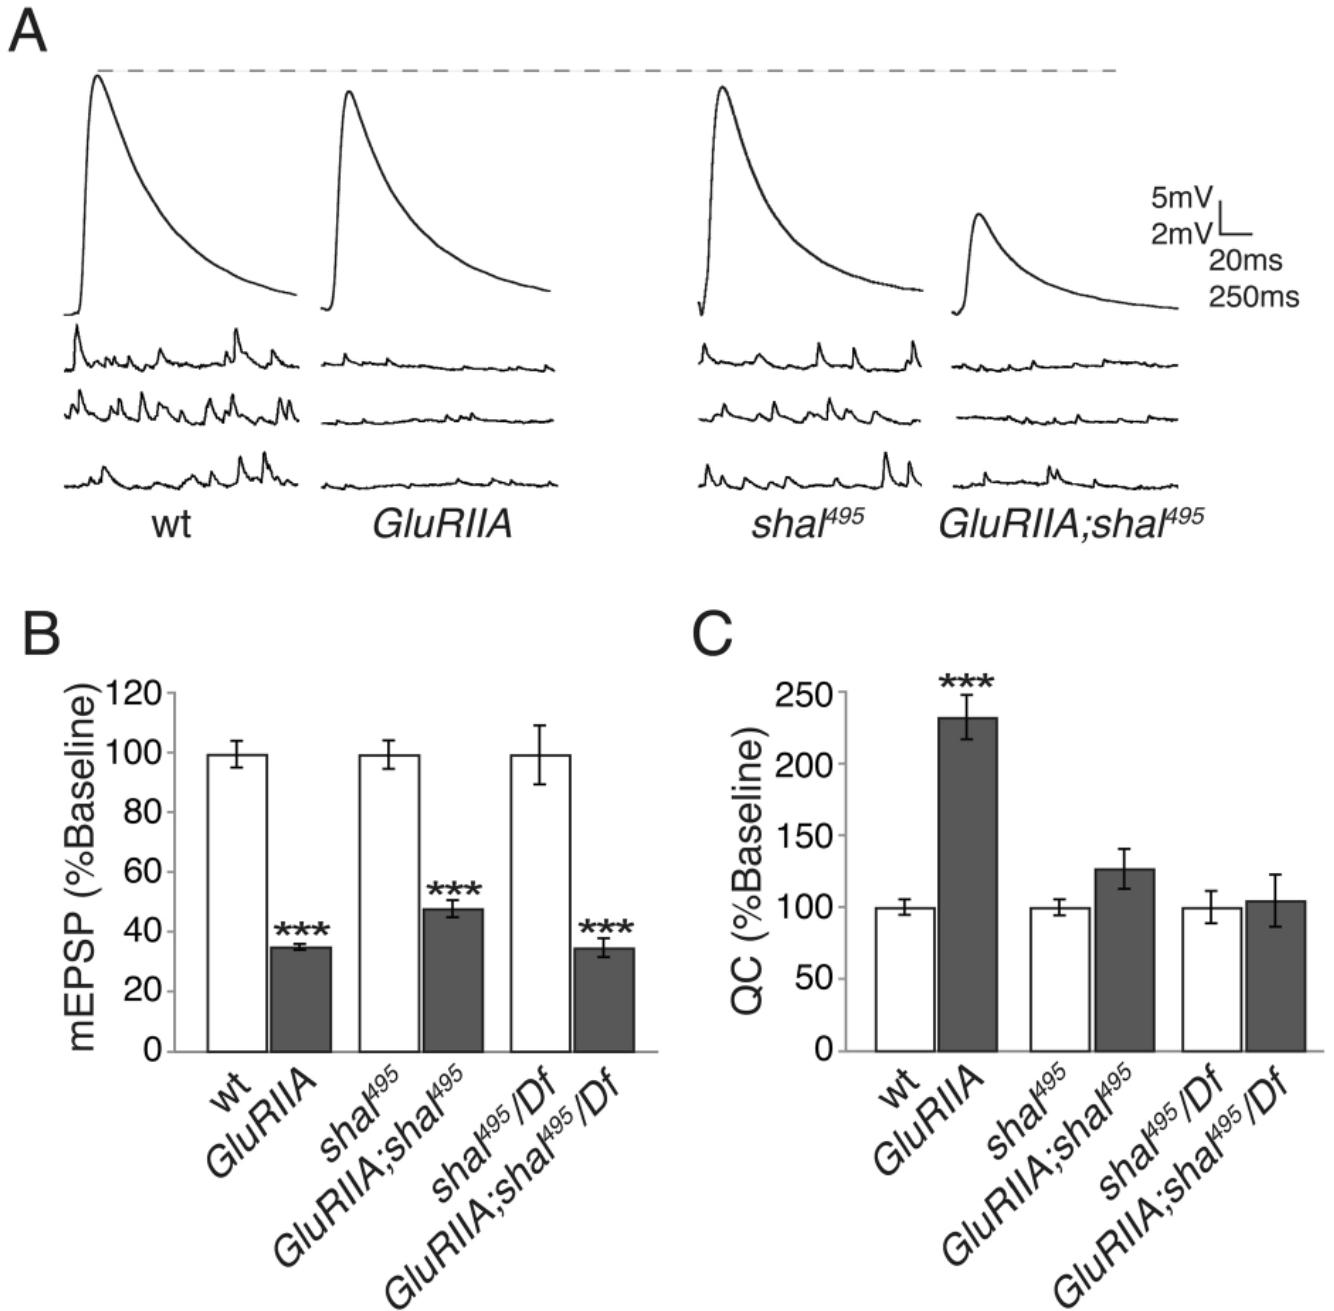 A
5mV
2mV
20ms
250ms
wt GluRIIA shal⁴⁹⁵ GluRIIA;shal⁴⁹⁵
B
mEPSP (%Baseline)
120
100
80
60
40
20
0
***
***
***
wt
GluRIIA
shal⁴⁹⁵
GluRIIA;shal⁴⁹⁵
shal⁴⁹⁵/Df
GluRIIA;shal⁴⁹⁵/Df
C
QC (%Baseline)
250
200
150
100
50
0
***
wt
GluRIIA
shal⁴⁹⁵
GluRIIA;shal⁴⁹⁵
shal⁴⁹⁵/Df
GluRIIA;shal⁴⁹⁵/Df